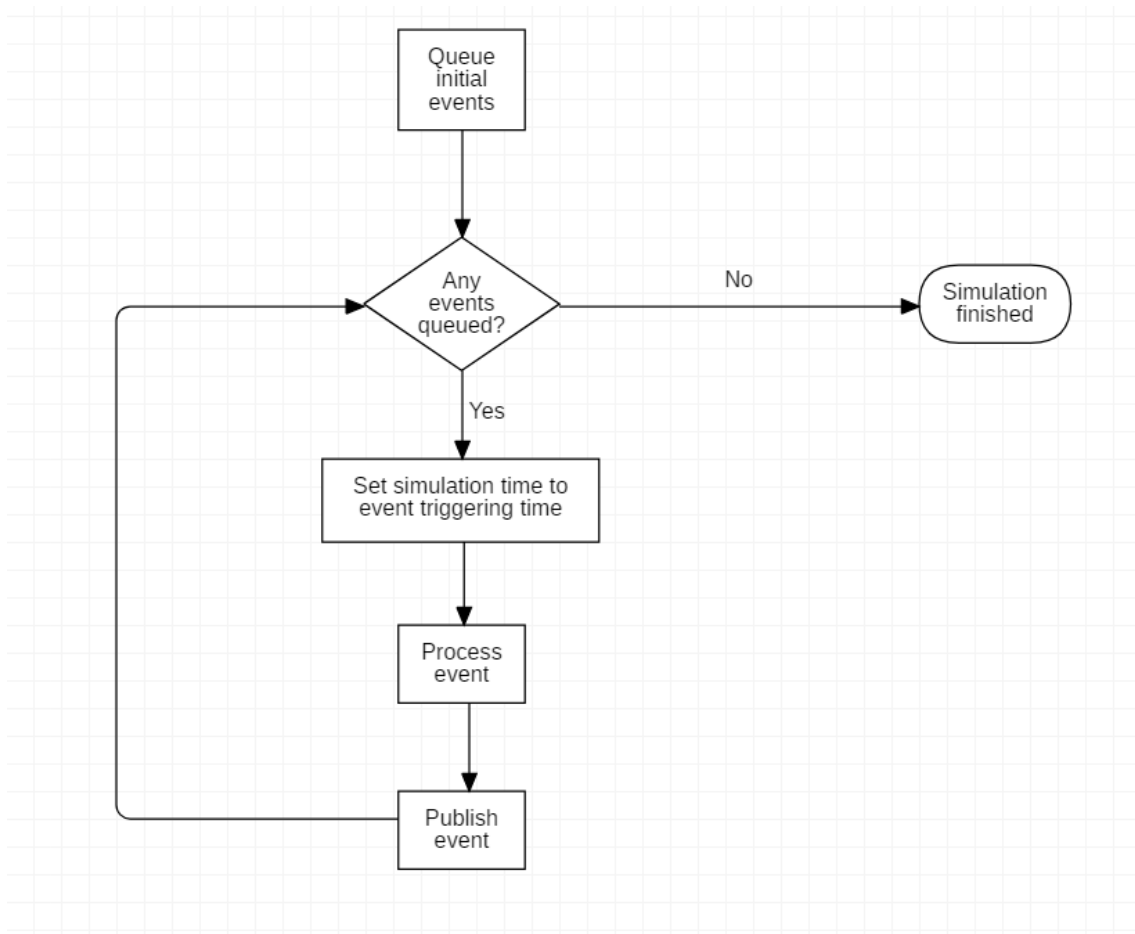 Queue
initial
events
Any
events
queued?
No
Simulation
finished
Yes
Set simulation time to
event triggering time
Process
event
Publish
event